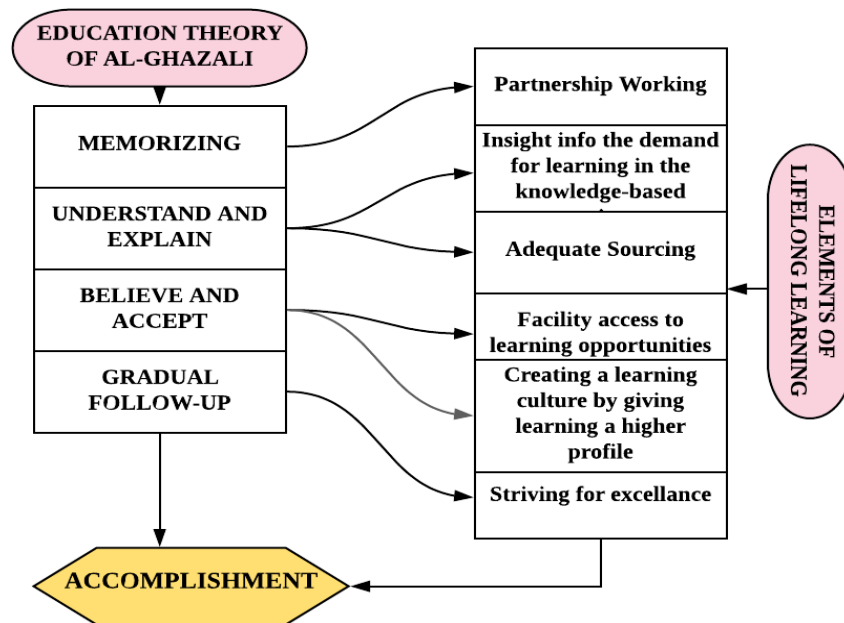 EDUCATION THEORY
OF AL-GHAZALI
MEMORIZING
UNDERSTAND AND
EXPLAIN
BELIEVE AND
ACCEPT
GRADUAL
FOLLOW-UP
ACCOMPLISHMENT
Partnership Working
Insight info the demand
for learning in the
knowledge-based
Adequate Sourcing
Facility access to
learning opportunities
Creating a learning
culture by giving
learning a higher
profile
Striving for excellance
ELEMENTS OF
LIFELONG LEARNING